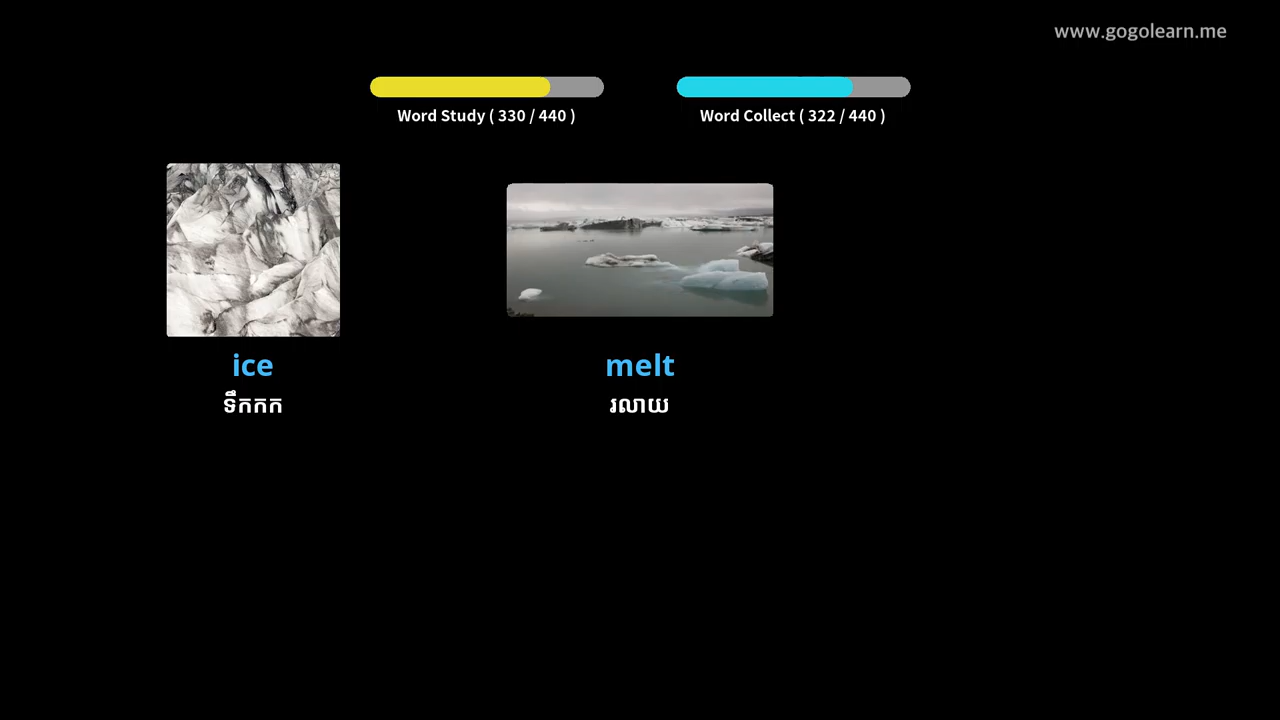 www.gogolearn.me
Word Study ( 330 / 440 )
Word Collect ( 322 / 440 )
ice
melt
ទឹកកក
រលាយ